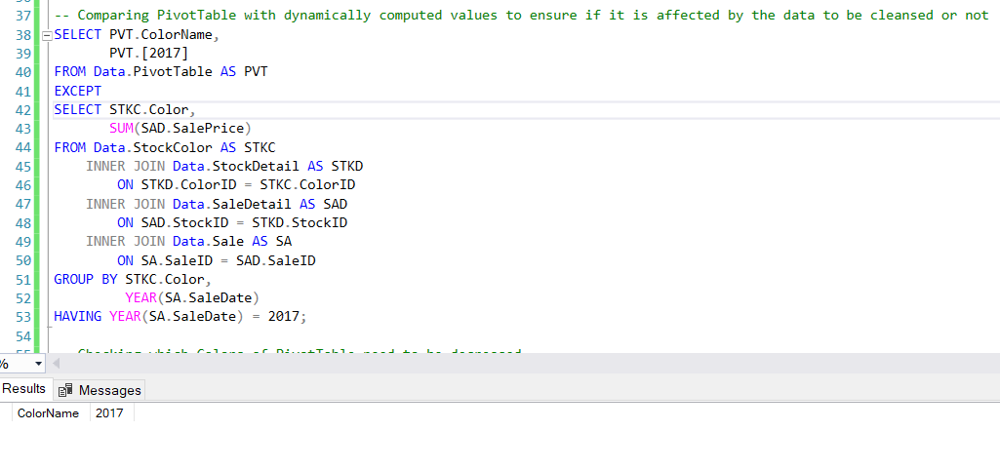 37 -- Comparing PivotTable with dynamically computed values to ensure if it is affected by the data to be cleansed or not
38 SELECT PVT.ColorName,
39 PVT.[2017]
40 FROM Data.PivotTable AS PVT
41 EXCEPT
42 SELECT STKC.Color,
43 SUM(SAD.SalePrice)
44 FROM Data.StockColor AS STKC
45 INNER JOIN Data.StockDetail AS STKD
46 ON STKD.ColorID = STKC.ColorID
47 INNER JOIN Data.SaleDetail AS SAD
48 ON SAD.StockID = STKD.StockID
49 INNER JOIN Data.Sale AS SA
50 ON SA.SaleID = SAD.SaleID
51 GROUP BY STKC.Color,
52 YEAR(SA.SaleDate)
53 HAVING YEAR(SA.SaleDate) = 2017;
54
%
Results Messages
ColorName 2017